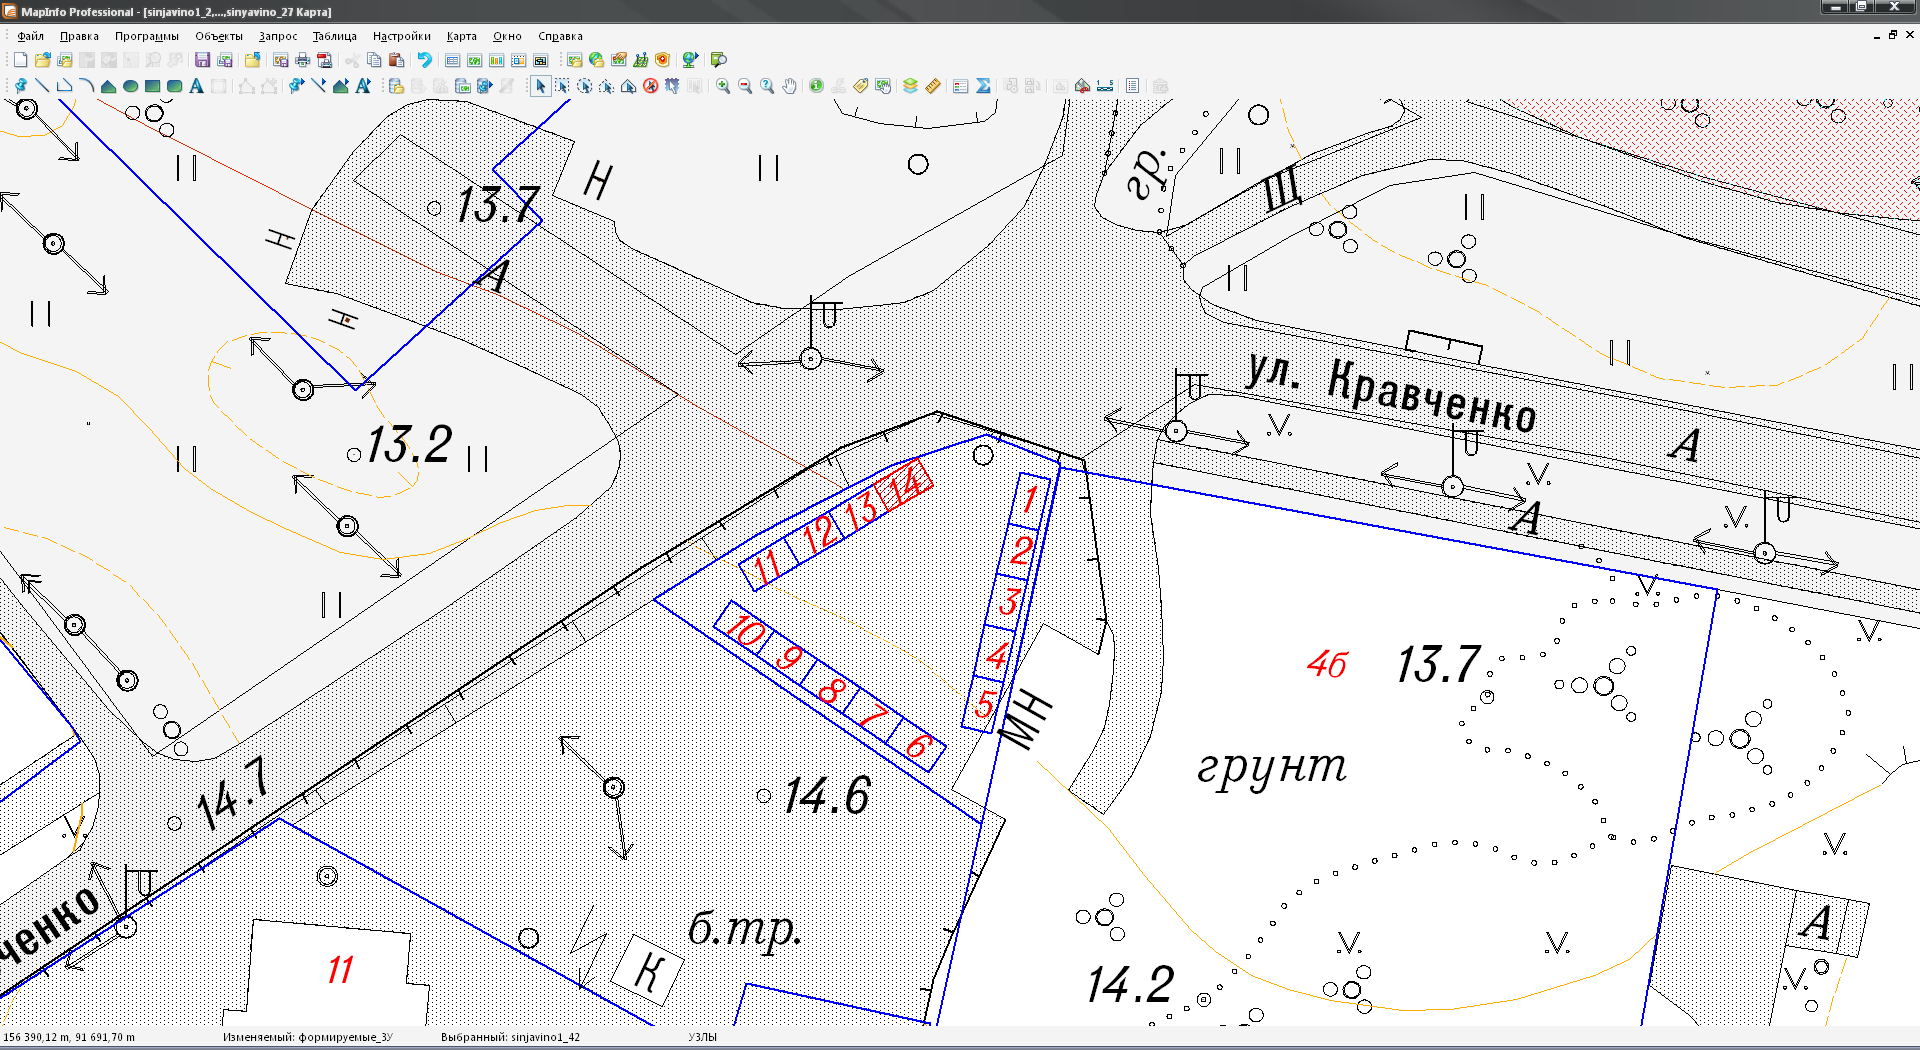 MapInfo Professional - [sinjavino1_2,...,sinyavino_27 Карта]
Файл Правка Программы Объекты Запрос Таблица Настройки Карта Окно Справка
гр.
Щ
13.7
Н
Н
А
Н
ул. Кравченко
А
13.2
А
14
13
12
11
1
2
3
4
5
10
9
8
7
6
МН
4б
13.7
грунт
14.7
14.6
ченко
б.тр.
11
К
14.2
А
156 390,12 m, 91 691,70 m
Изменяемый: формируемые_ЗУ
Выбранный: sinjavino1_42
УЗЛЫ